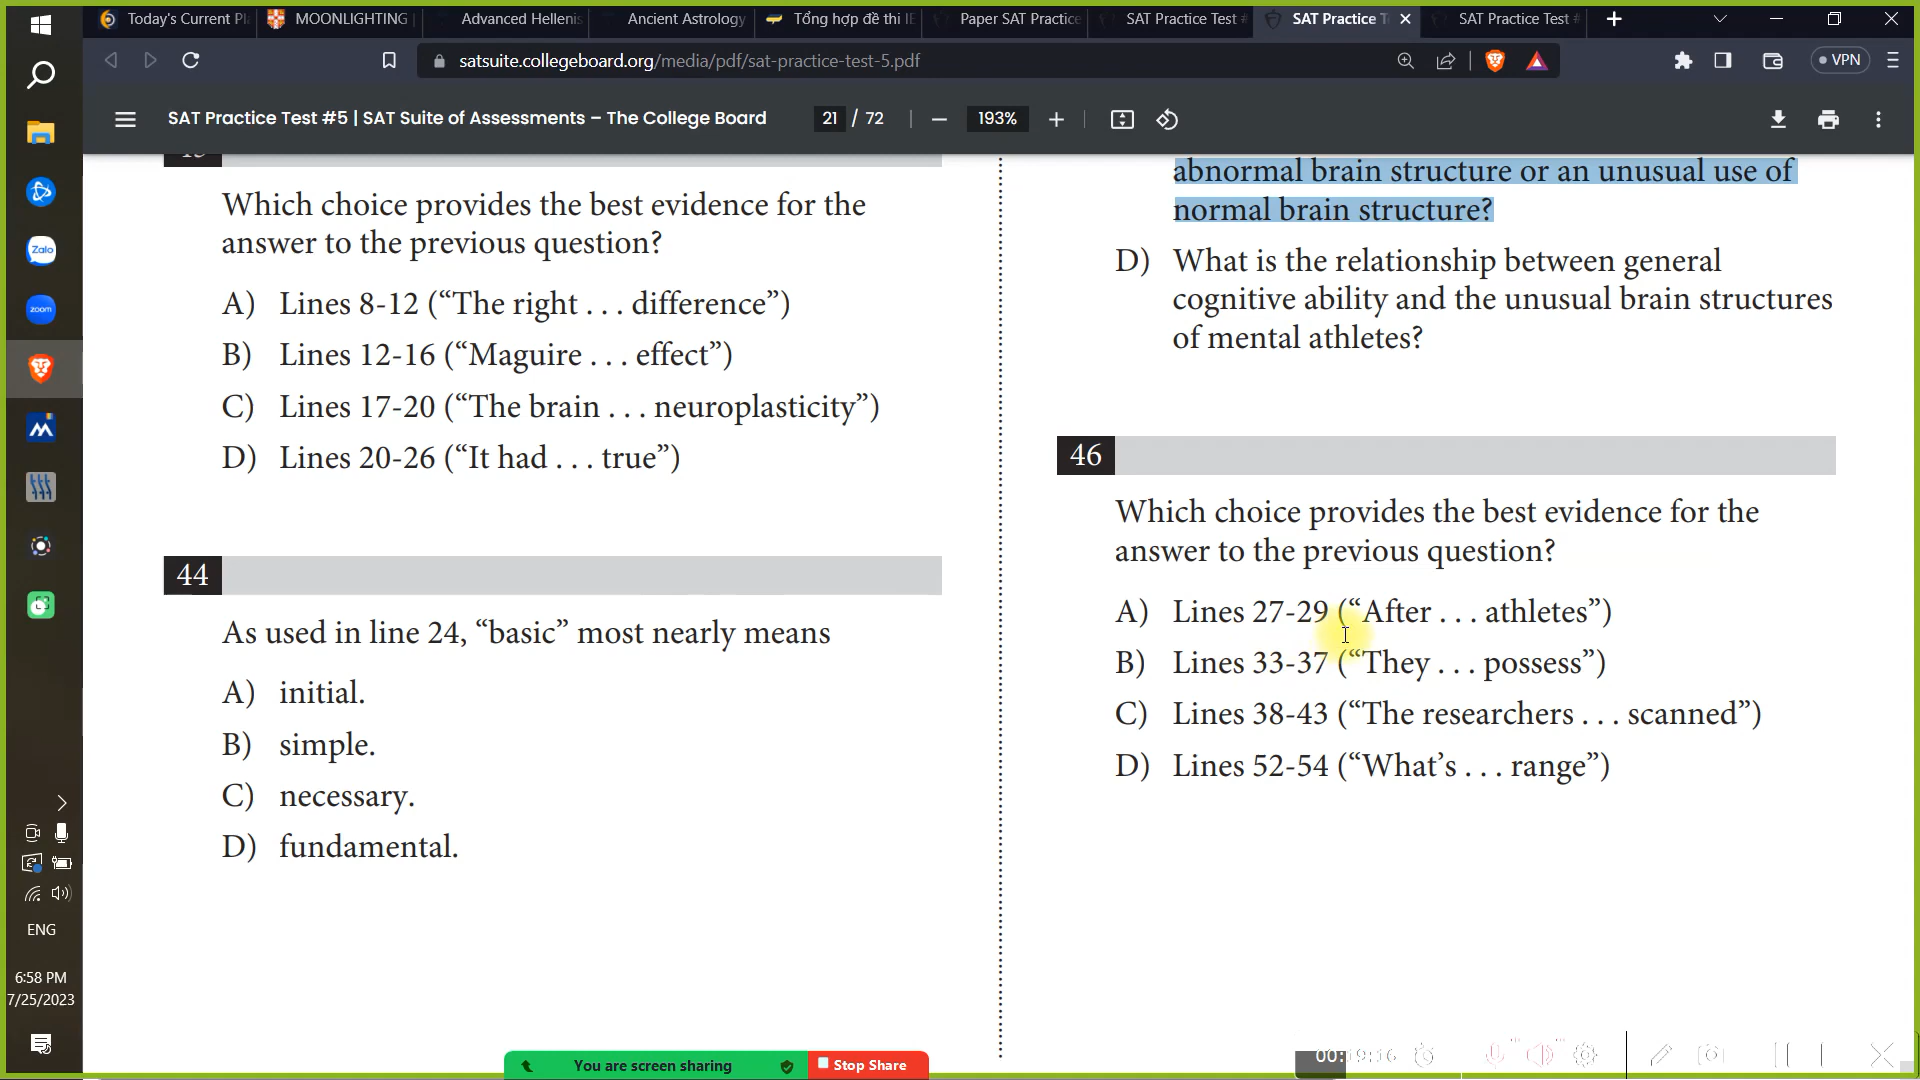 Today's Current Pl
MOONLIGHTING
Advanced Hellenis
Ancient Astrology
Tổng hợp đề thi IE
Paper SAT Practice
SAT Practice Test #
SAT Practice T
SAT Practice Test #
satsuite.collegeboard.org/media/pdf/sat-practice-test-5.pdf
VPN
SAT Practice Test #5 | SAT Suite of Assessments – The College Board
21 / 72
193%
Which choice provides the best evidence for the
answer to the previous question?
A) Lines 8-12 (“The right . . . difference”)
B) Lines 12-16 (“Maguire . . . effect”)
C) Lines 17-20 (“The brain . . . neuroplasticity”)
D) Lines 20-26 (“It had . . . true”)
44
As used in line 24, “basic” most nearly means
A) initial.
B) simple.
C) necessary.
D) fundamental.
abnormal brain structure or an unusual use of
normal brain structure?
D) What is the relationship between general
cognitive ability and the unusual brain structures
of mental athletes?
46
Which choice provides the best evidence for the
answer to the previous question?
A) Lines 27-29 (“After . . . athletes”)
B) Lines 33-37 (“They . . . possess”)
C) Lines 38-43 (“The researchers . . . scanned”)
D) Lines 52-54 (“What’s . . . range”)
Zalo
zoom
ENG
6:58 PM
7/25/2023
You are screen sharing
Stop Share
00:19:16